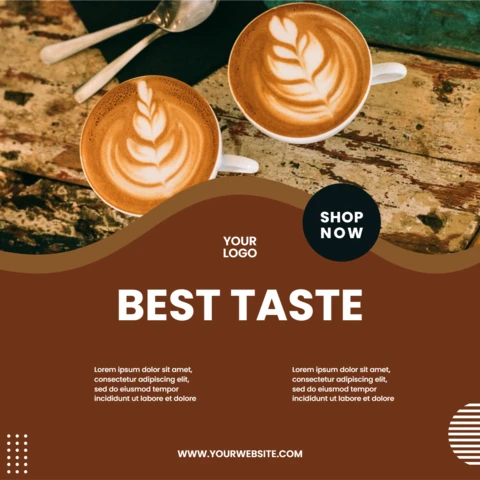 SHOP
NOW
YOUR
LOGO
BEST TASTE
Lorem ipsum dolor sit amet,
consectetur adipiscing elit,
sed do eiusmod tempor
incididunt ut labore et dolore
Lorem ipsum dolor sit amet,
consectetur adipiscing elit,
sed do eiusmod tempor
incididunt ut labore et dolore
WWW.YOURWEBSITE.COM